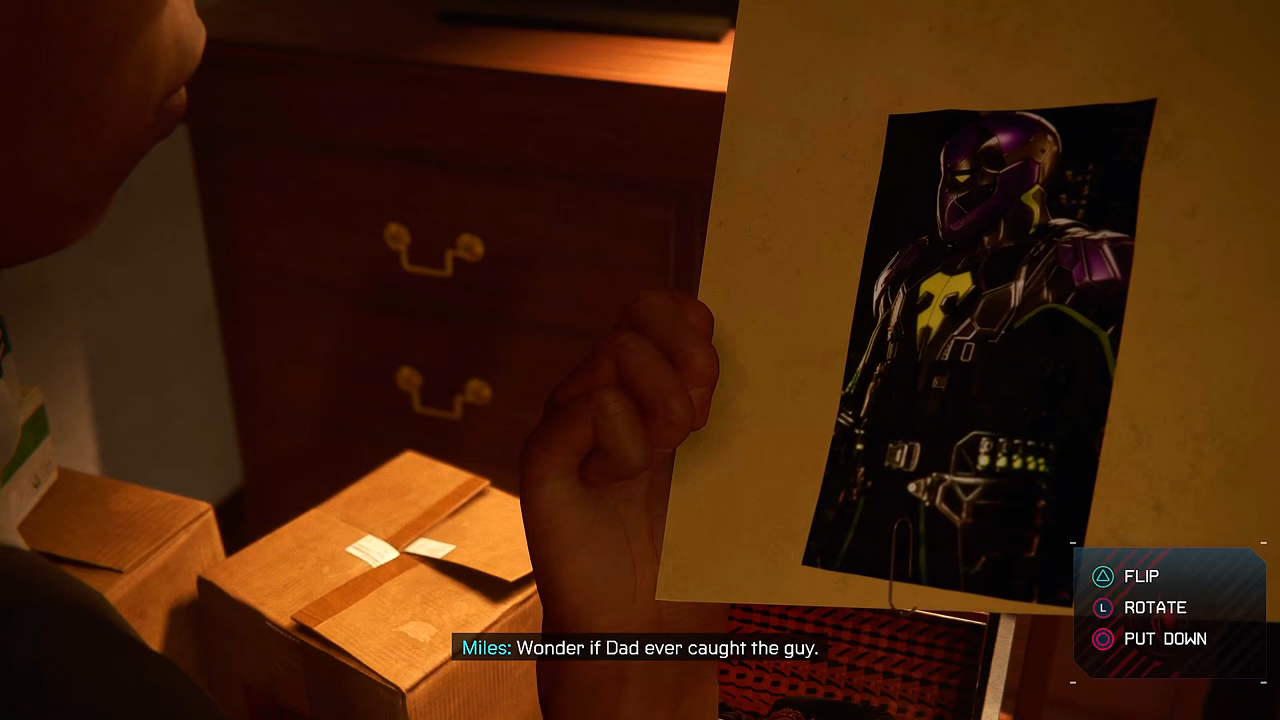 FLIP
L ROTATE
PUT DOWN
Miles: Wonder if Dad ever caught the guy.